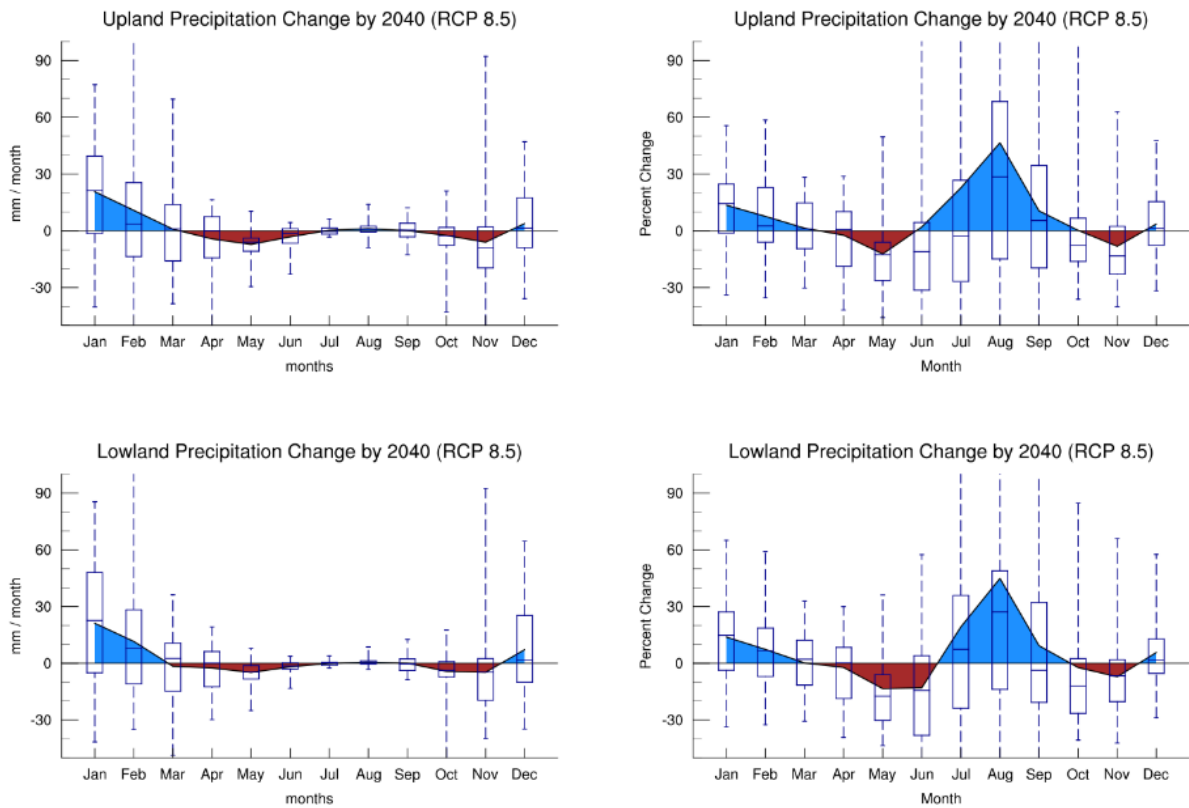 Upland Precipitation Change by 2040 (RCP 8.5)
mm / month
90
60
30
0
-30
Jan Feb Mar Apr May Jun Jul Aug Sep Oct Nov Dec
months
Upland Precipitation Change by 2040 (RCP 8.5)
Percent Change
90
60
30
0
-30
Jan Feb Mar Apr May Jun Jul Aug Sep Oct Nov Dec
Month
Lowland Precipitation Change by 2040 (RCP 8.5)
mm / month
90
60
30
0
-30
Jan Feb Mar Apr May Jun Jul Aug Sep Oct Nov Dec
months
Lowland Precipitation Change by 2040 (RCP 8.5)
Percent Change
90
60
30
0
-30
Jan Feb Mar Apr May Jun Jul Aug Sep Oct Nov Dec
Month